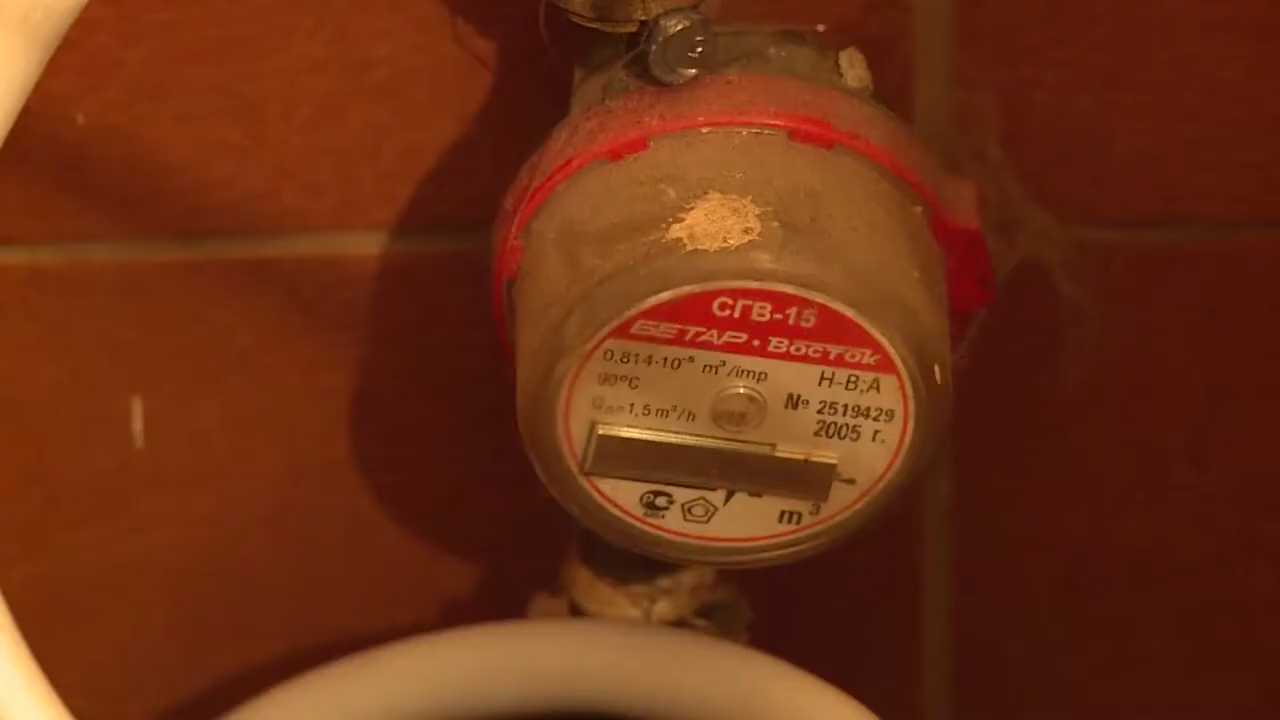 СГВ-15
БЕТАР • Восток
0,814·10⁻⁵ m³/imp
90°C
Н-В;А
Qn=1,5 m³/h
№ 2519429
2005 г.
m³